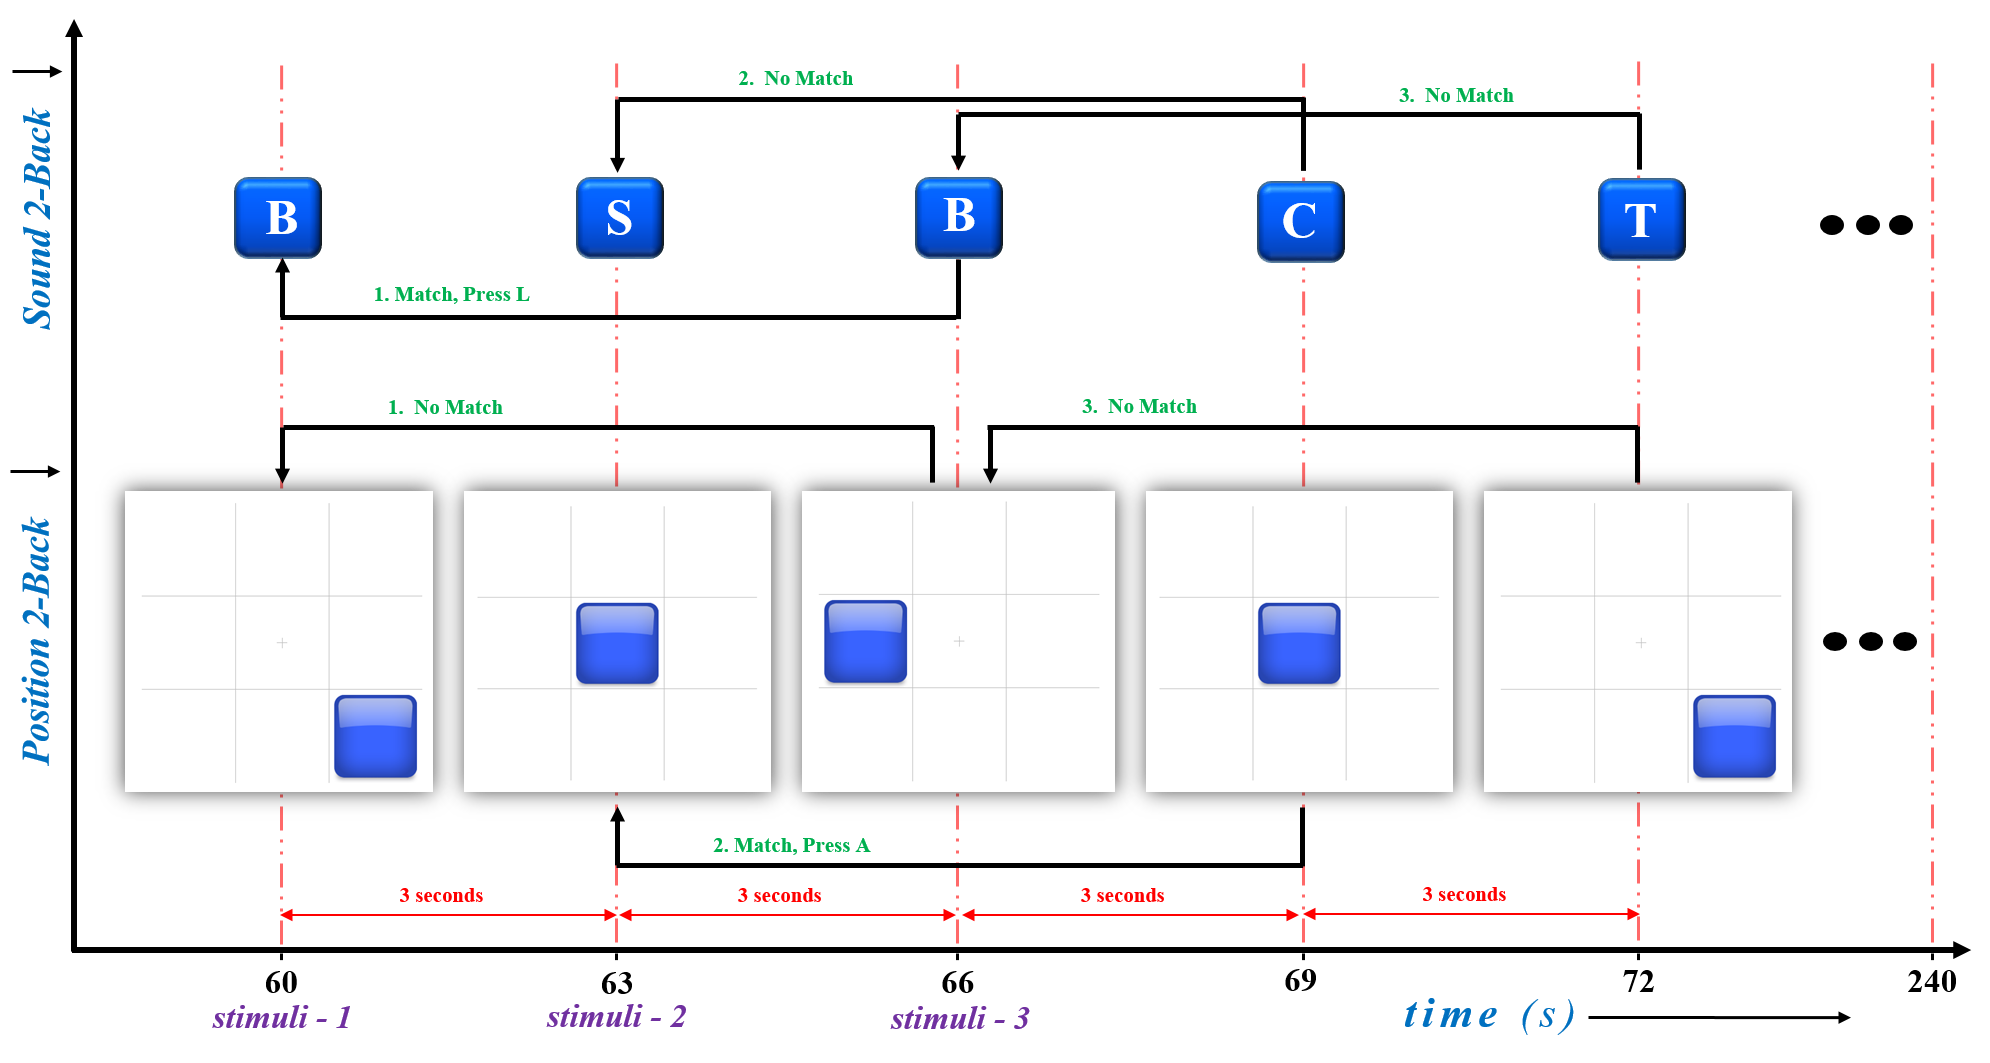 Sound 2-Back
2. No Match
3. No Match
B
S
B
C
T
1. Match, Press L
1. No Match
3. No Match
Position 2-Back
2. Match, Press A
3 seconds
3 seconds
3 seconds
3 seconds
60
63
66
69
72
240
stimuli - 1
stimuli - 2
stimuli - 3
time (s)